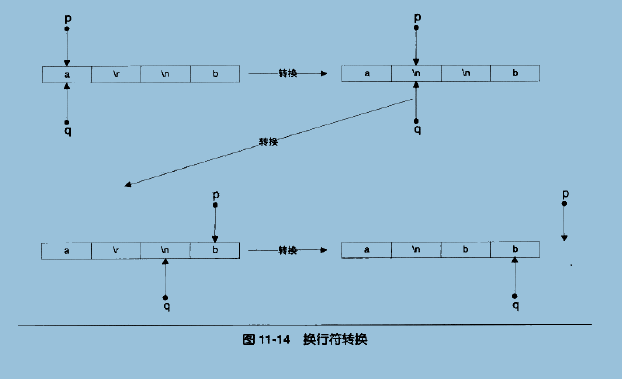 p p
a \r \n b 转换 a \n \n b
q q
转换
p p
a \r \n b 转换 a \n b b
q q
图 11-14 换行符转换